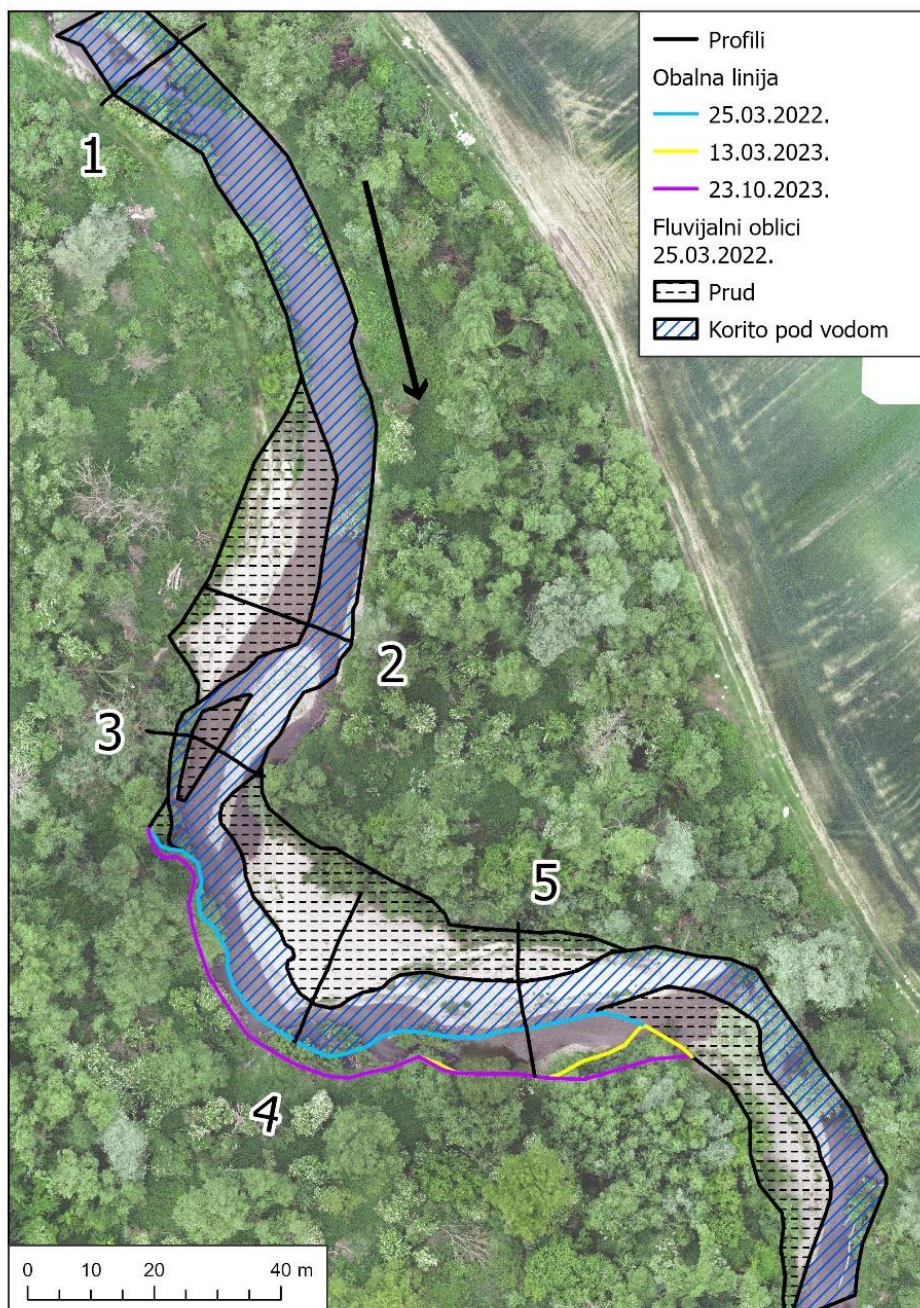 Profili
Obalna linija
25.03.2022.
13.03.2023.
23.10.2023.
Fluvijalni oblici
25.03.2022.
Prud
Korito pod vodom
1
2
3
5
4
0 10 20 40 m